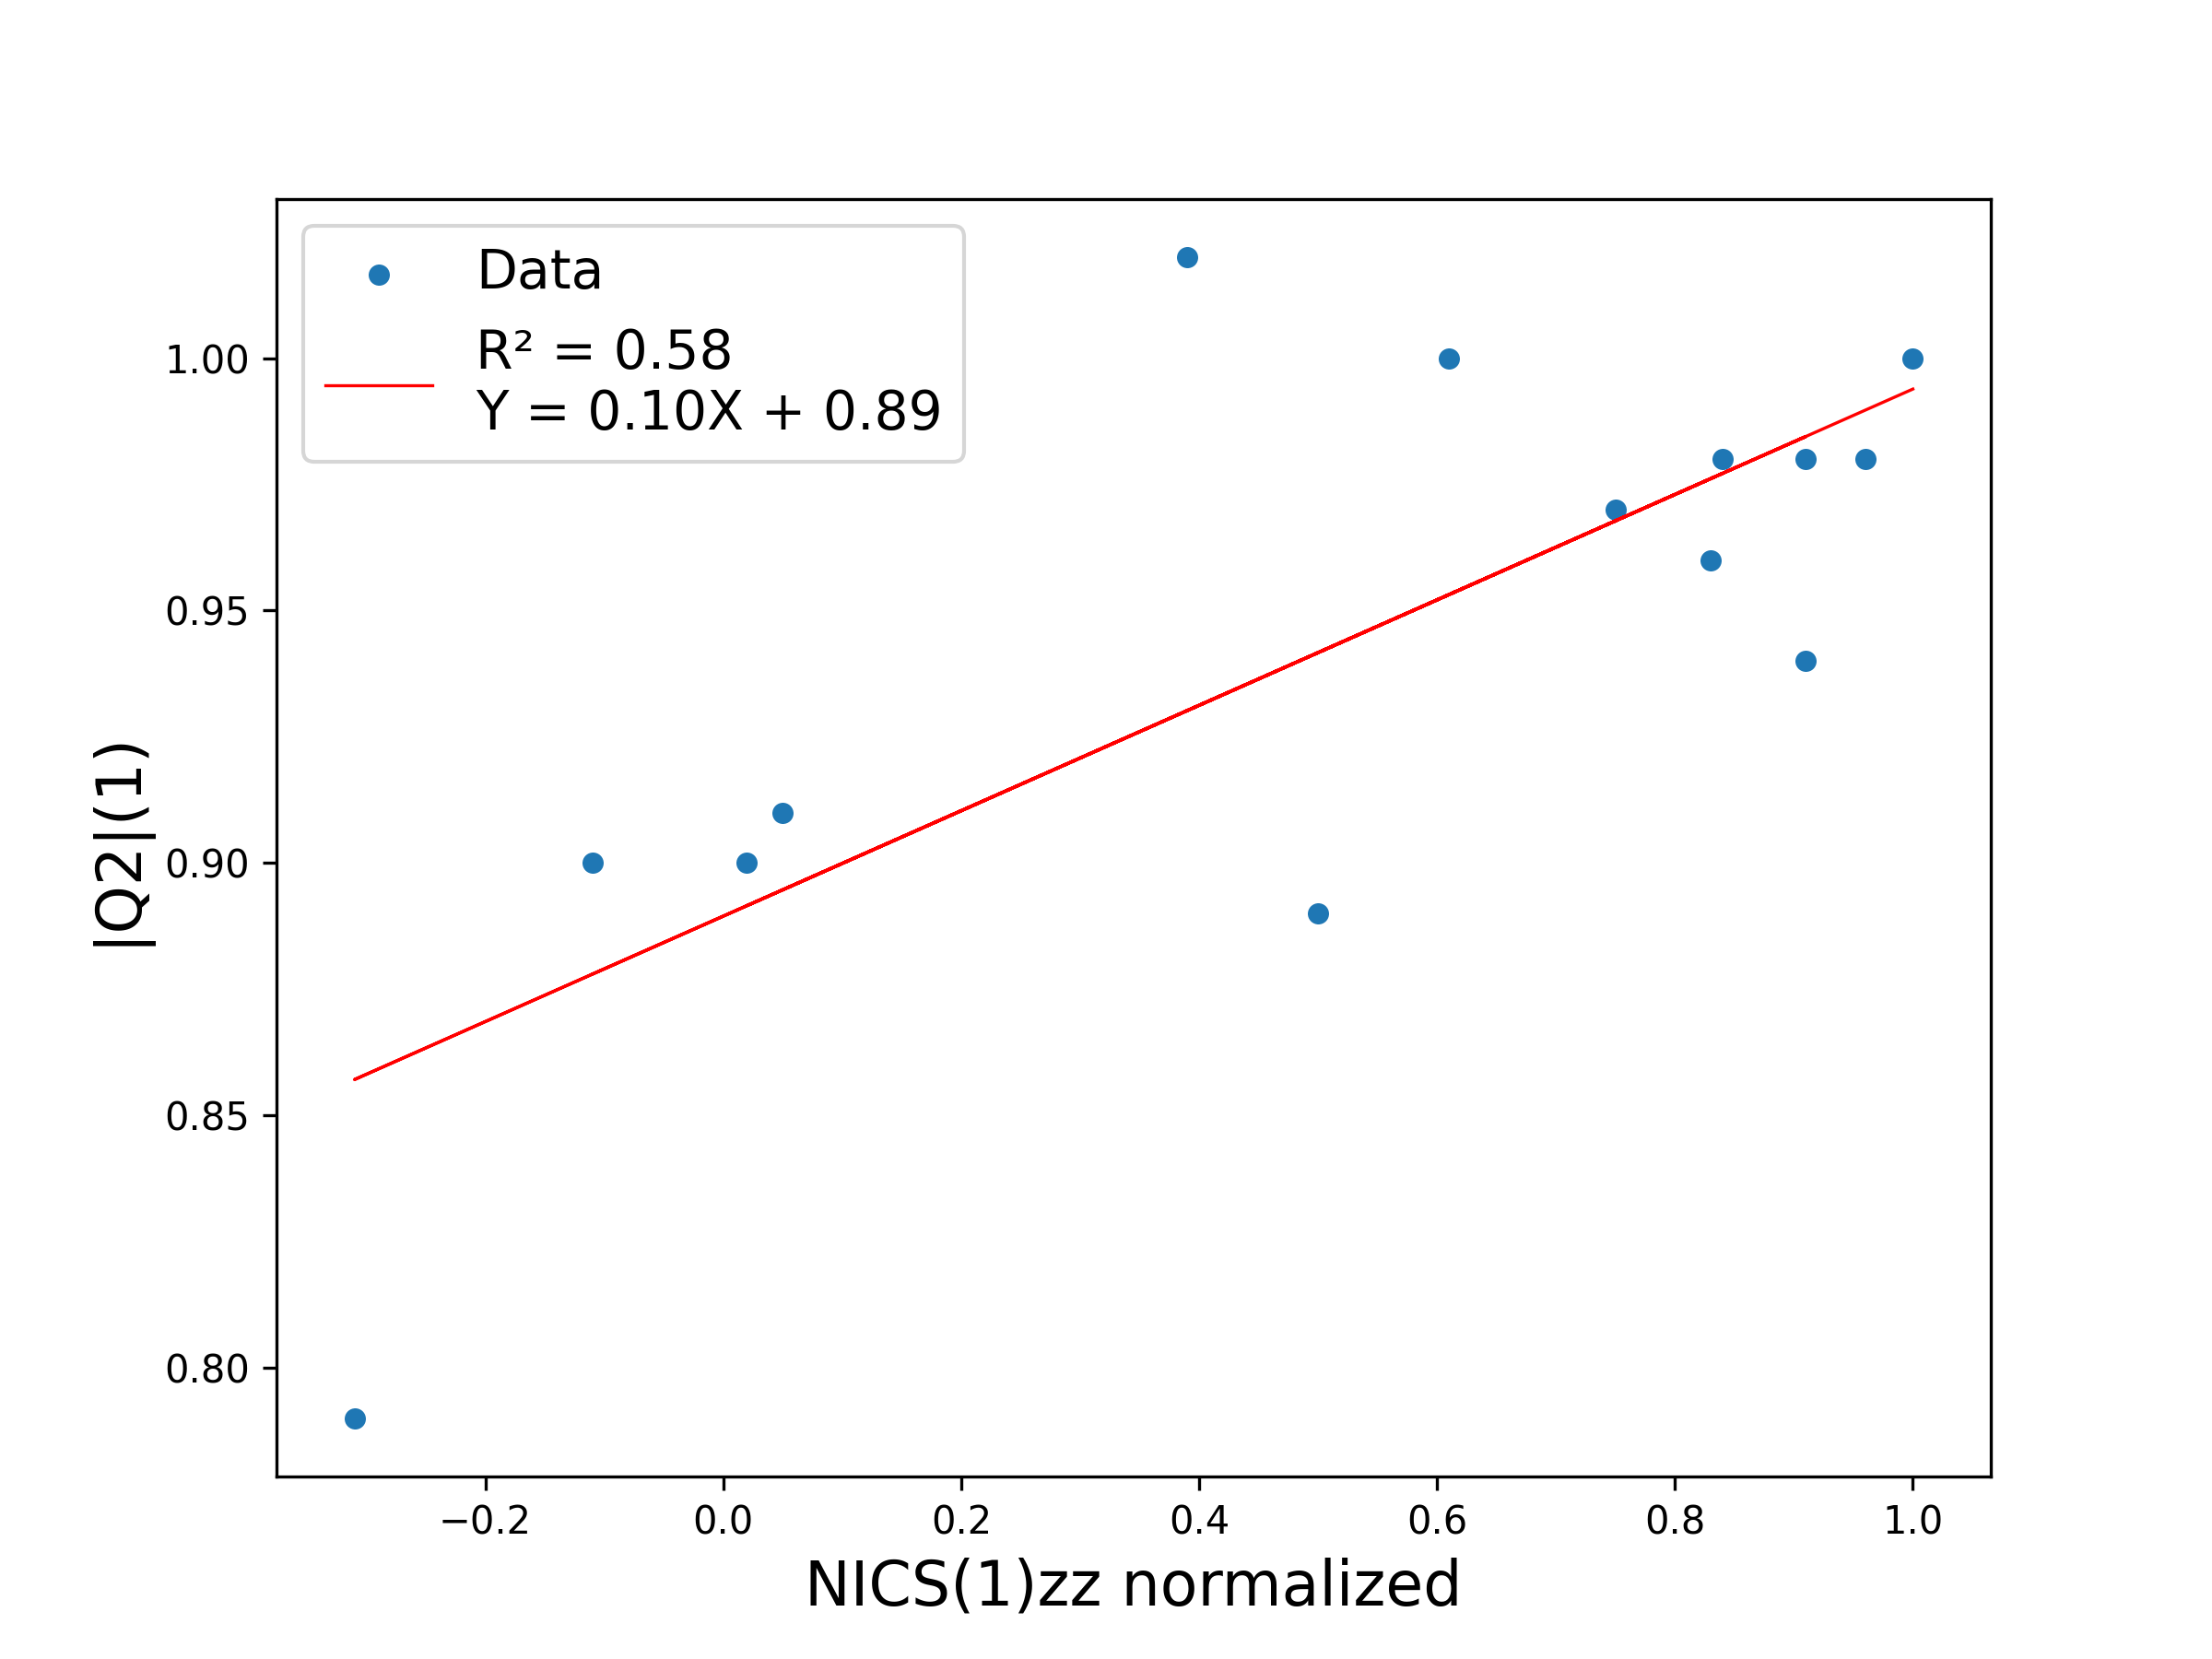 Data
R² = 0.58
Y = 0.10X + 0.89
1.00
0.95
0.90
0.85
0.80
|Q2|(1)
−0.2 0.0 0.2 0.4 0.6 0.8 1.0
NICS(1)zz normalized